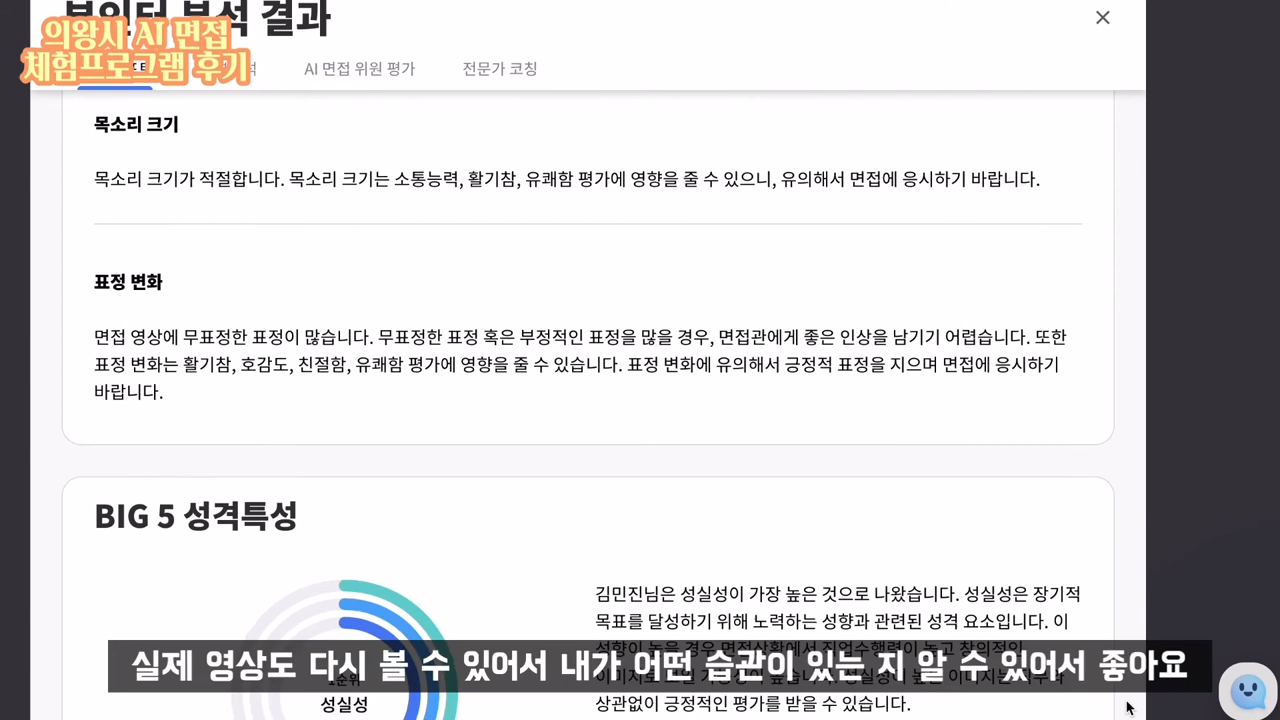 뷰인터 분석 결과
의왕시 AI 면접
체험프로그램 후기
AI 면접 위원 평가
전문가 코칭
목소리 크기
목소리 크기가 적절합니다. 목소리 크기는 소통능력, 활기참, 유쾌함 평가에 영향을 줄 수 있으니, 유의해서 면접에 응시하기 바랍니다.
표정 변화
면접 영상에 무표정한 표정이 많습니다. 무표정한 표정 혹은 부정적인 표정을 많을 경우, 면접관에게 좋은 인상을 남기기 어렵습니다. 또한
표정 변화는 활기참, 호감도, 친절함, 유쾌함 평가에 영향을 줄 수 있습니다. 표정 변화에 유의해서 긍정적 표정을 지으며 면접에 응시하기
바랍니다.
BIG 5 성격특성
김민진님은 성실성이 가장 높은 것으로 나왔습니다. 성실성은 장기적
목표를 달성하기 위해 노력하는 성향과 관련된 성격 요소입니다. 이
실제 영상도 다시 볼 수 있어서 내가 어떤 습관이 있는 지 알 수 있어서 좋아요
1순위
성실성
상관없이 긍정적인 평가를 받을 수 있습니다.